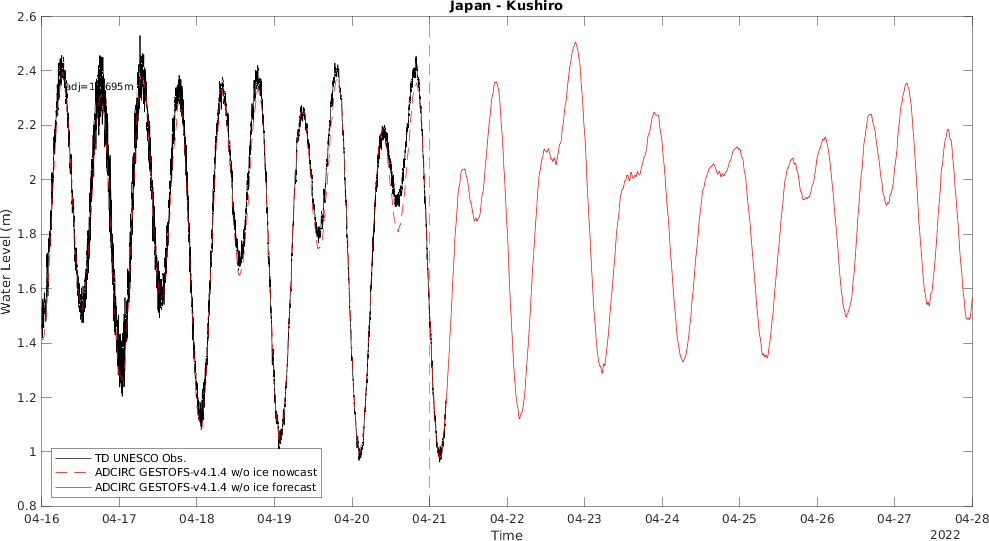 Japan - Kushiro
2.6
2.4
2.2
2
1.8
1.6
1.4
1.2
1
0.8
Water Level (m)
TD UNESCO Obs.
ADCIRC GESTOFS-v4.1.4 w/o ice nowcast
ADCIRC GESTOFS-v4.1.4 w/o ice forecast
04-16 04-17 04-18 04-19 04-20 04-21 04-22 04-23 04-24 04-25 04-26 04-27 04-28
Time
2022